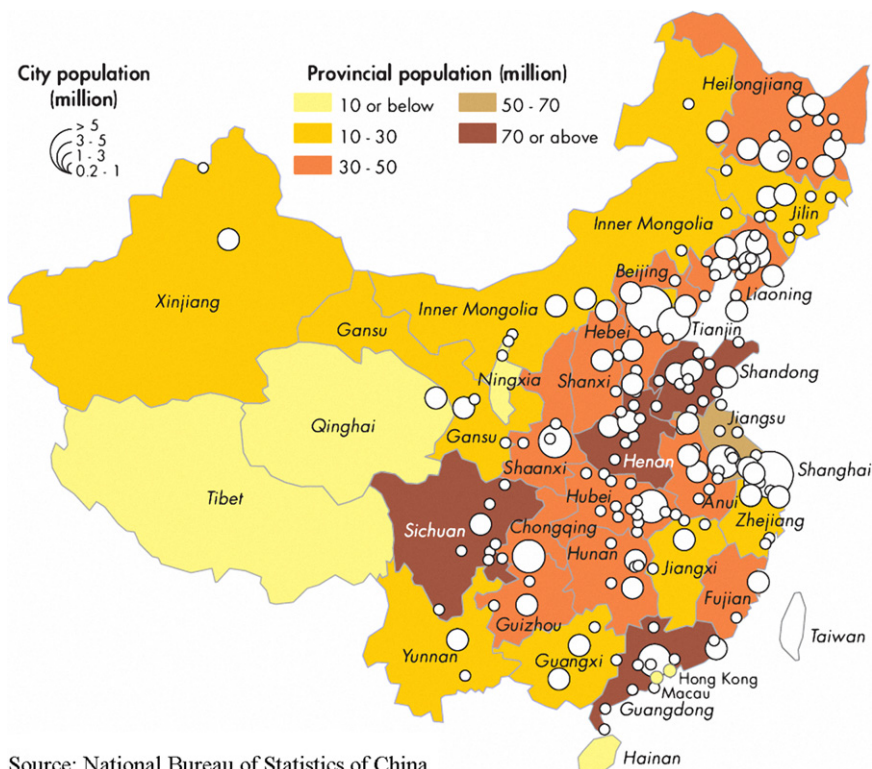 City population
(million)
> 5
3 - 5
1 - 3
0.2 - 1
Provincial population (million)
10 or below
10 - 30
30 - 50
50 - 70
70 or above
Heilongjiang
Jilin
Inner Mongolia
Beijing
Liaoning
Xinjiang
Inner Mongolia
Gansu
Hebei
Tianjin
Ningxia
Shanxi
Shandong
Qinghai
Jiangsu
Gansu
Shaanxi
Henan
Shanghai
Tibet
Hubei
Anui
Sichuan
Chongqing
Zhejiang
Hunan
Jiangxi
Fujian
Guizhou
Taiwan
Yunnan
Guangxi
Hong Kong
Macau
Guangdong
Hainan
Source: National Bureau of Statistics of China